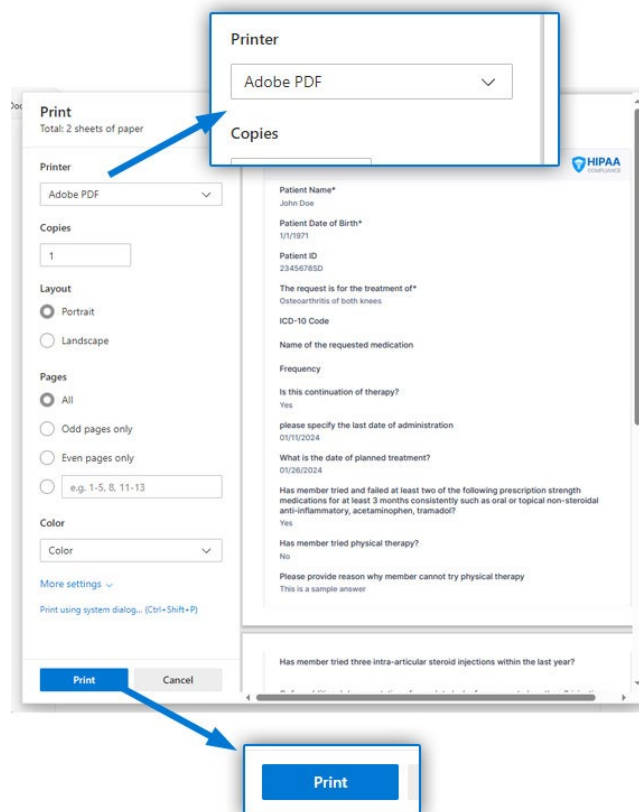 Printer
Adobe PDF
Copies
Print
Total: 2 sheets of paper
Printer
Adobe PDF
Copies
1
Layout
Portrait
Landscape
Pages
All
Odd pages only
Even pages only
e.g. 1-5, 8, 11-13
Color
Color
More settings
Print using system dialog... (Ctrl+Shift+P)
Print
Cancel
HIPAA
COMPLIANCE
Patient Name*
John Doe
Patient Date of Birth*
1/1/1971
Patient ID
2345678SD
The request is for the treatment of*
Osteoarthritis of both knees
ICD-10 Code
Name of the requested medication
Frequency
Is this continuation of therapy?
Yes
please specify the last date of administration
01/11/2024
What is the date of planned treatment?
01/26/2024
Has member tried and failed at least two of the following prescription strength
medications for at least 3 months consistently such as oral or topical non-steroidal
anti-inflammatory, acetaminophen, tramadol?
Yes
Has member tried physical therapy?
No
Please provide reason why member cannot try physical therapy
This is a sample answer
Has member tried three intra-articular steroid injections within the last year?
Print